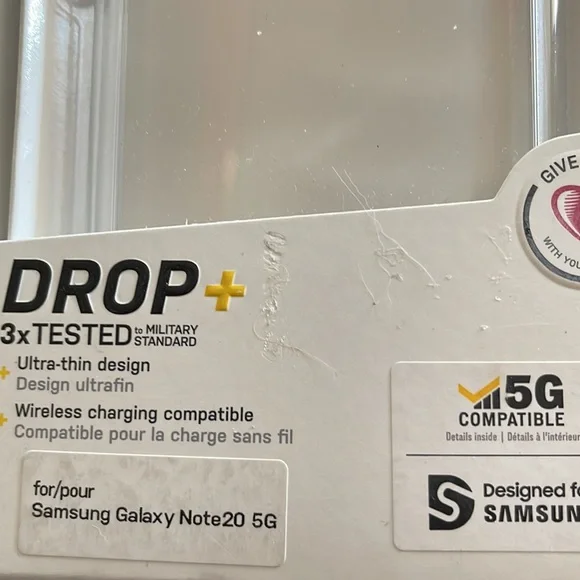 GIVE
WITH YOU
DROP+
3xTESTED to MILITARY
STANDARD
+ Ultra-thin design
Design ultrafin
+ Wireless charging compatible
Compatible pour la charge sans fil
for/pour
Samsung Galaxy Note20 5G
5G
COMPATIBLE
Details inside | Détails à l'intérieur
Designed fo
SAMSUN